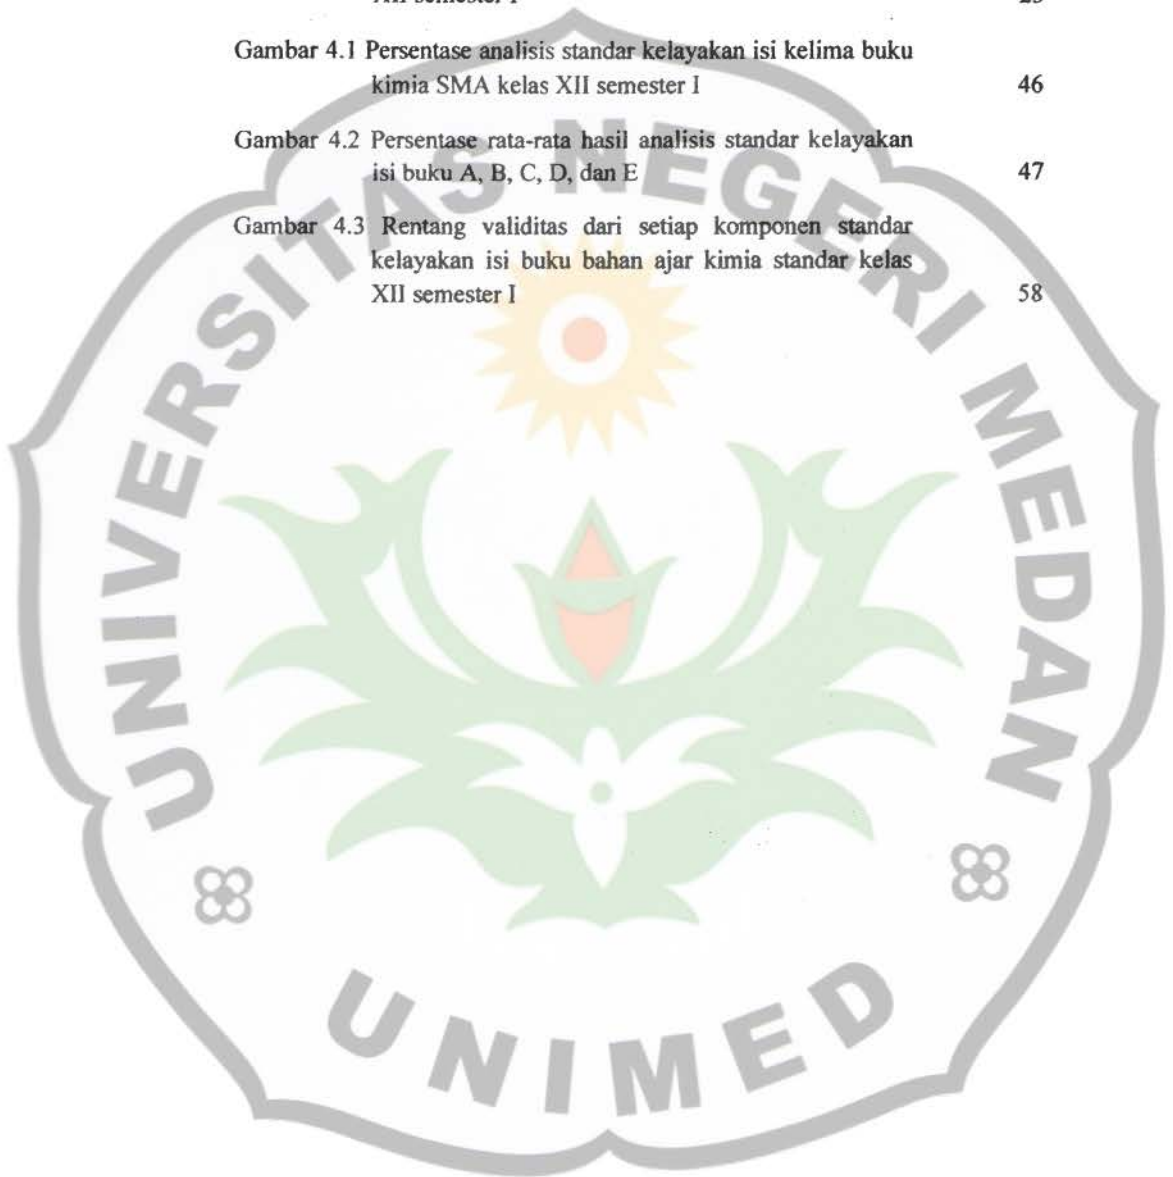 Gambar 4.1 Persentase analisis standar kelayakan isi kelima buku
kimia SMA kelas XII semester I 46
Gambar 4.2 Persentase rata-rata hasil analisis standar kelayakan
isi buku A, B, C, D, dan E 47
Gambar 4.3 Rentang validitas dari setiap komponen standar
kelayakan isi buku bahan ajar kimia standar kelas
XII semester I 58
UNIVERSITAS NEGERI MEDAN
UNIMED